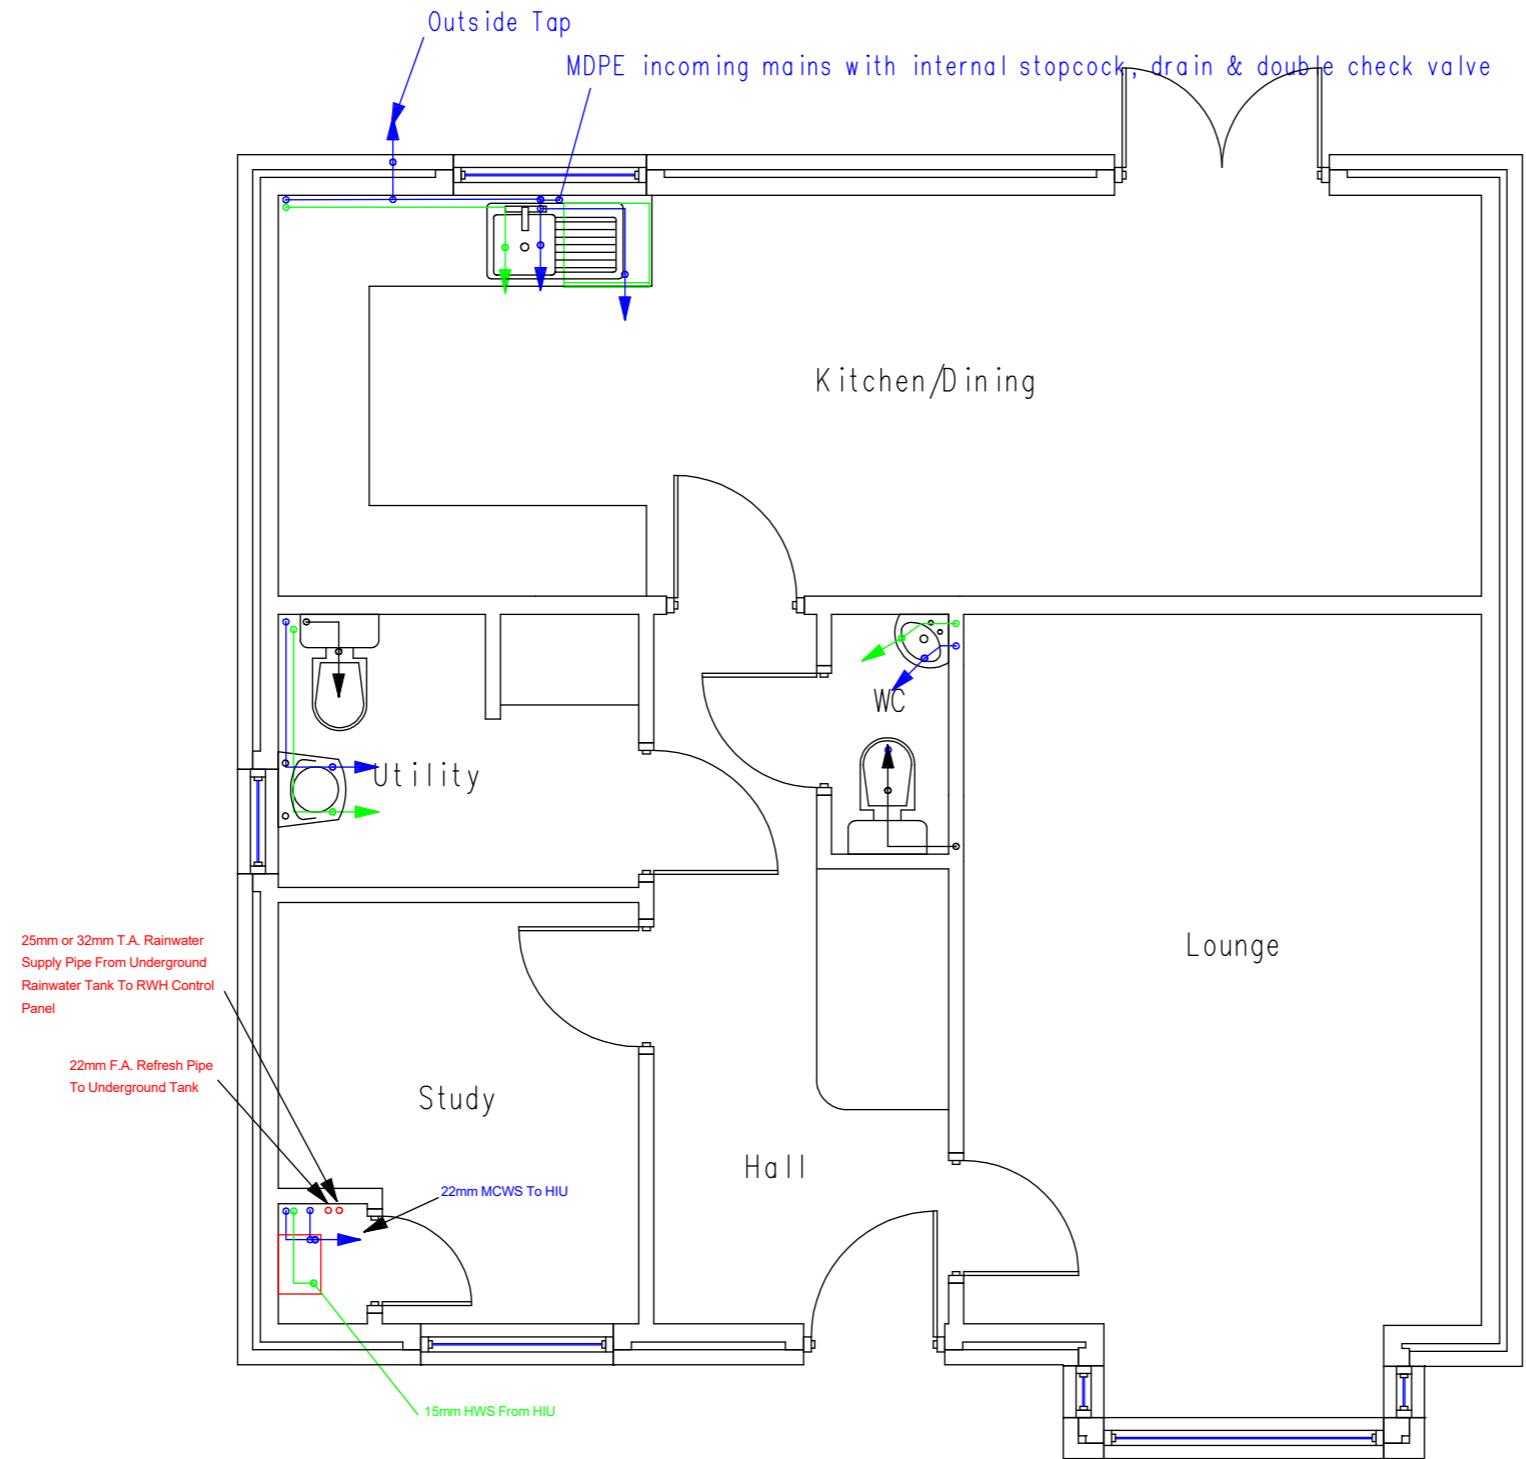 Outside Tap
MDPE incoming mains with internal stopcock, drain & double check valve
Kitchen/Dining
WC
Utility
25mm or 32mm T.A. Rainwater
Supply Pipe From Underground
Rainwater Tank To RWH Control
Panel
Lounge
22mm F.A. Refresh Pipe
To Underground Tank
Study
Hall
22mm MCWS To HIU
15mm HWS From HIU